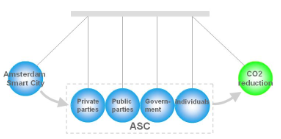 Amsterdam
Smart City
CO2
reduction
Private
parties
Public
parties
Govern-
ment
Individuals
ASC